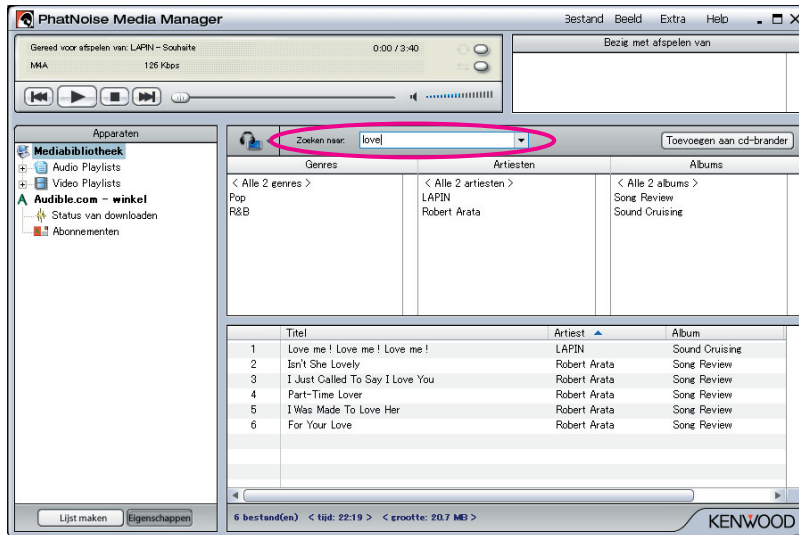 PhatNoise Media Manager
Bestand Beeld Extra Help
Gereed voor afspelen van: LAPIN – Souhaite 0:00 / 3:40
M4A 126 Kbps
Bezig met afspelen van
Apparaten
Mediabibliotheek
Audio Playlists
Video Playlists
Audible.com – winkel
Status van downloaden
Abonnementen
Zoeken naar: love
Toevoegen aan cd-brander
Genres Artiesten Albums
< Alle 2 genres > < Alle 2 artiesten > < Alle 2 albums >
Pop LAPIN Song Review
R&B Robert Arata Sound Cruising
Titel Artiest Album
1 Love me ! Love me ! Love me ! LAPIN Sound Cruising
2 Isn't She Lovely Robert Arata Song Review
3 I Just Called To Say I Love You Robert Arata Song Review
4 Part-Time Lover Robert Arata Song Review
5 I Was Made To Love Her Robert Arata Song Review
6 For Your Love Robert Arata Song Review
Lijst maken Eigenschappen
6 bestand(en) < tijd: 22:19 > < grootte: 20.7 MB >
KENWOOD